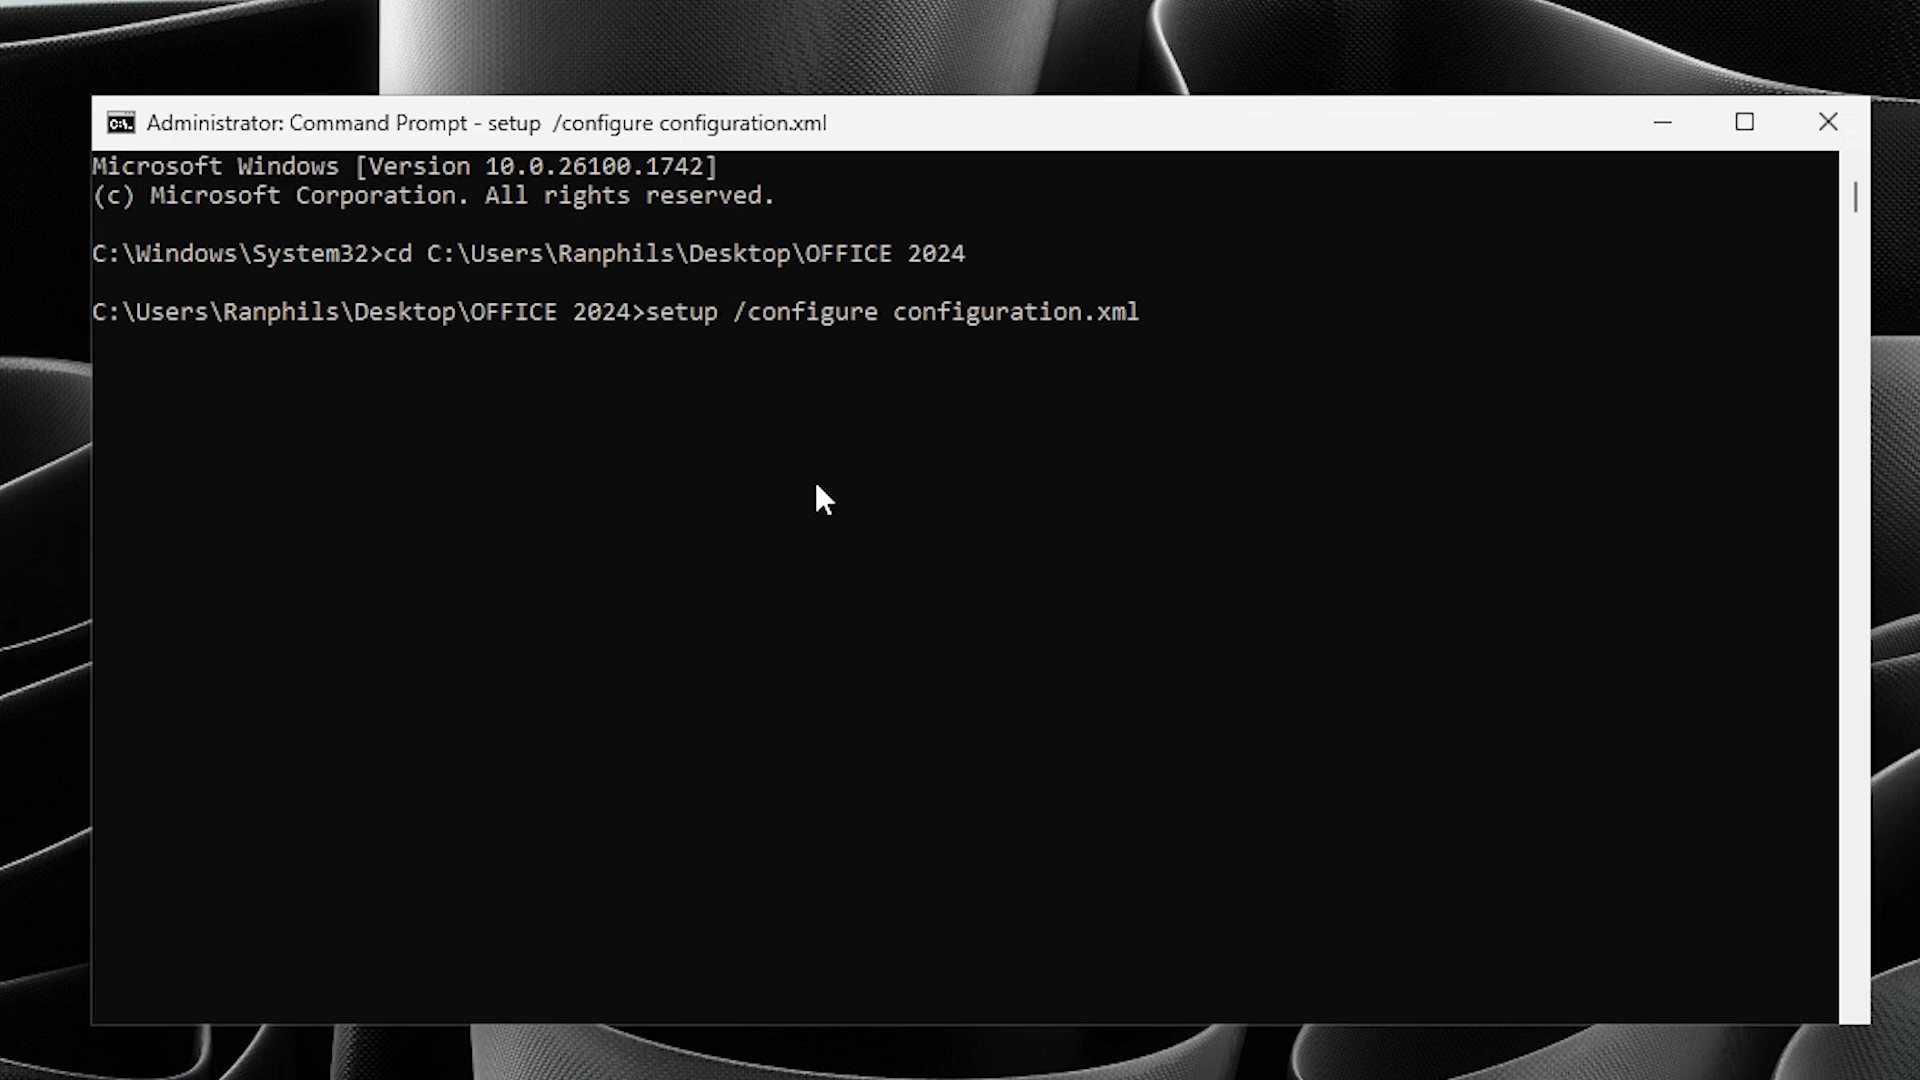 Administrator: Command Prompt - setup  /configure configuration.xml
Microsoft Windows [Version 10.0.26100.1742]
(c) Microsoft Corporation. All rights reserved.
C:\Windows\System32>cd C:\Users\Ranphils\Desktop\OFFICE 2024
C:\Users\Ranphils\Desktop\OFFICE 2024>setup /configure configuration.xml